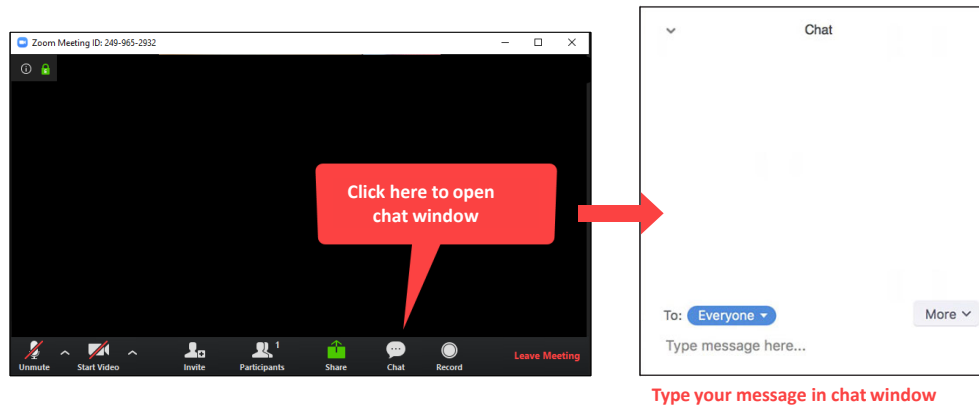 Zoom Meeting ID: 249-965-2932
Click here to open
chat window
Unmute
Start Video
Invite
1
Participants
Share
Chat
Record
Leave Meeting
Chat
To: Everyone
More
Type message here...
Type your message in chat window